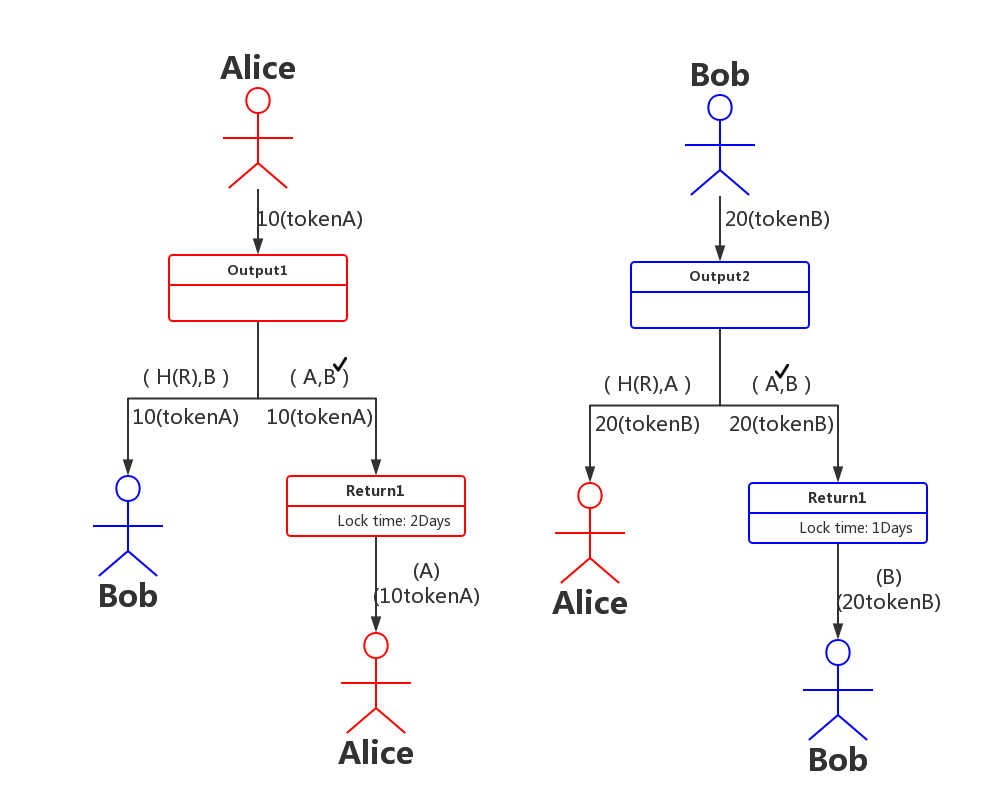 Alice
10(tokenA)
Output1
( H(R),B )
( A,B )
10(tokenA)
10(tokenA)
Bob
Return1
Lock time: 2Days
(A)
(10tokenA)
Alice
Bob
20(tokenB)
Output2
( H(R),A )
( A,B )
20(tokenB)
20(tokenB)
Alice
Return1
Lock time: 1Days
(B)
(20tokenB)
Bob